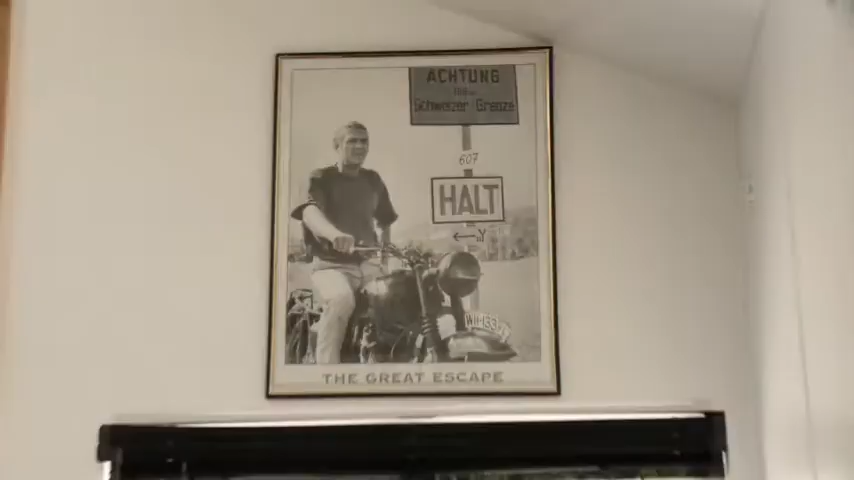 ACHTUNG
Schweizer Grenze
607
HALT
THE GREAT ESCAPE